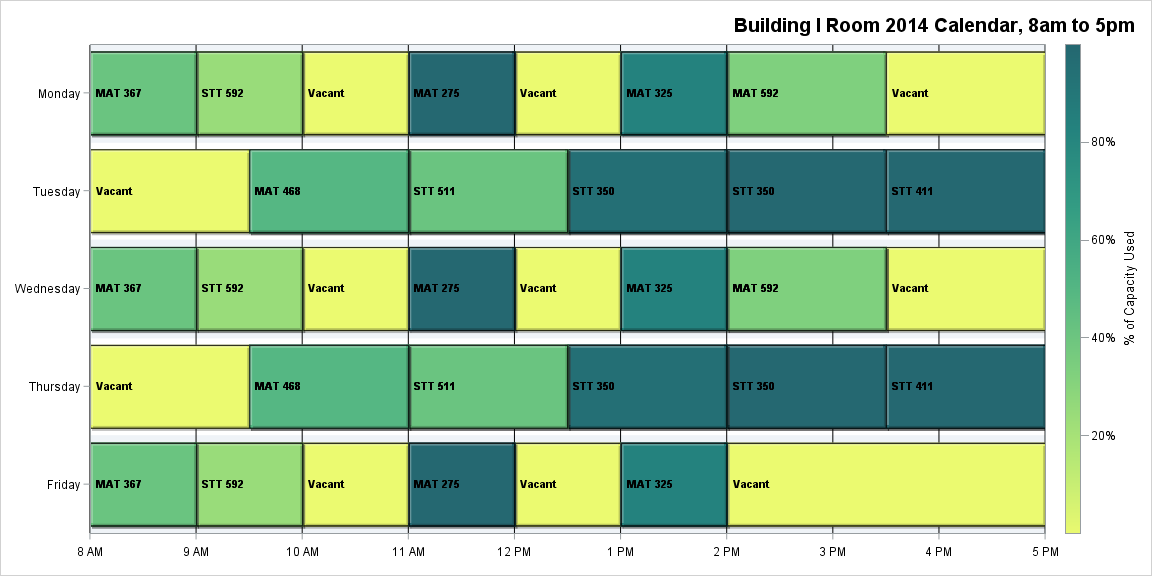 Building I Room 2014 Calendar, 8am to 5pm
Monday
MAT 367
STT 592
Vacant
MAT 275
Vacant
MAT 325
MAT 592
Vacant
Tuesday
Vacant
MAT 468
STT 511
STT 350
STT 350
STT 411
Wednesday
MAT 367
STT 592
Vacant
MAT 275
Vacant
MAT 325
MAT 592
Vacant
Thursday
Vacant
MAT 468
STT 511
STT 350
STT 350
STT 411
Friday
MAT 367
STT 592
Vacant
MAT 275
Vacant
MAT 325
Vacant
8 AM
9 AM
10 AM
11 AM
12 PM
1 PM
2 PM
3 PM
4 PM
5 PM
80%
60%
40%
20%
% of Capacity Used